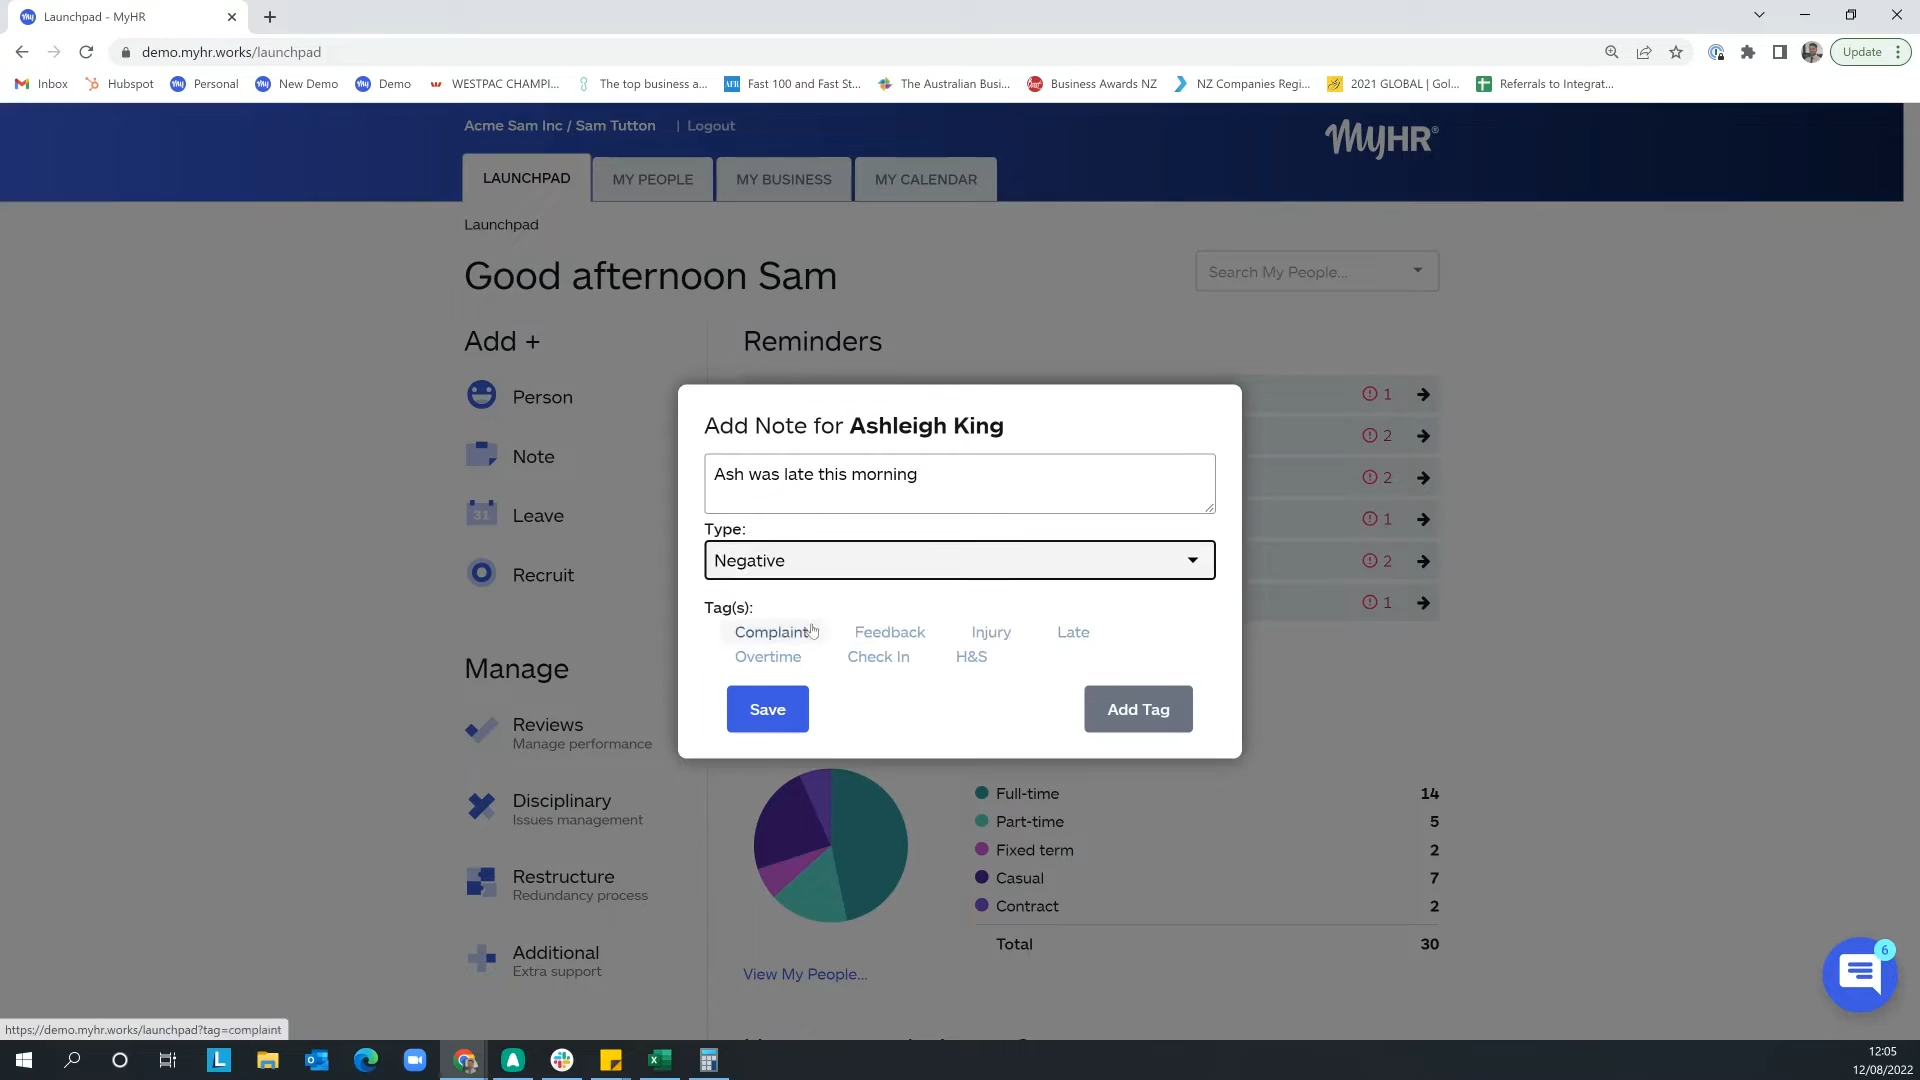 Launchpad - MyHR
demo.myhr.works/launchpad
Update
Inbox
Hubspot
Personal
New Demo
Demo
WESTPAC CHAMPI...
The top business a...
AFR
Fast 100 and Fast St...
The Australian Busi...
Business Awards NZ
NZ Companies Regi...
2021 GLOBAL | Gol...
Referrals to Integrat...
Acme Sam Inc / Sam Tutton | Logout
MyHR®
LAUNCHPAD
MY PEOPLE
MY BUSINESS
MY CALENDAR
Launchpad
Good afternoon Sam
Search My People...
Add +
Reminders
Person
Note
31
Leave
Recruit
1
2
2
1
2
1
Add Note for Ashleigh King
Ash was late this morning
Type:
Negative
Tag(s):
Complaint
Feedback
Injury
Late
Overtime
Check In
H&S
Save
Add Tag
Manage
Reviews
Manage performance
Disciplinary
Issues management
Restructure
Redundancy process
Additional
Extra support
Full-time 14
Part-time 5
Fixed term 2
Casual 7
Contract 2
Total 30
View My People...
6
https://demo.myhr.works/launchpad?tag=complaint
12:05
12/08/2022